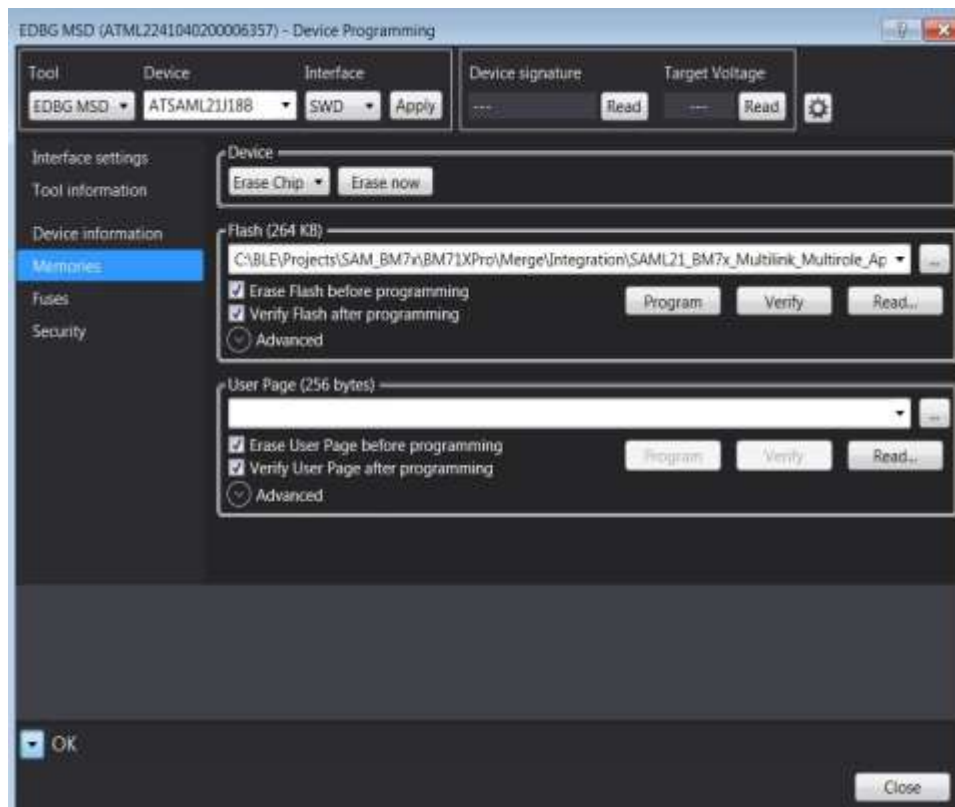 EDBG MSD (ATML2241040200006357) - Device Programming
Tool Device Interface Device signature Target Voltage
EDBG MSD ATSAML21J18B SWD Apply --- Read --- Read
Interface settings
Tool information
Device information
Memories
Fuses
Security
Device
Erase Chip Erase now
Flash (264 KB)
C:\BLE\Projects\SAM_BM7x\BM71XPro\Merge\Integration\SAML21_BM7x_Multilink_Multirole_Ap ...
Erase Flash before programming
Verify Flash after programming
Program Verify Read...
Advanced
User Page (256 bytes)
...
Erase User Page before programming
Verify User Page after programming
Program Verify Read...
Advanced
OK
Close